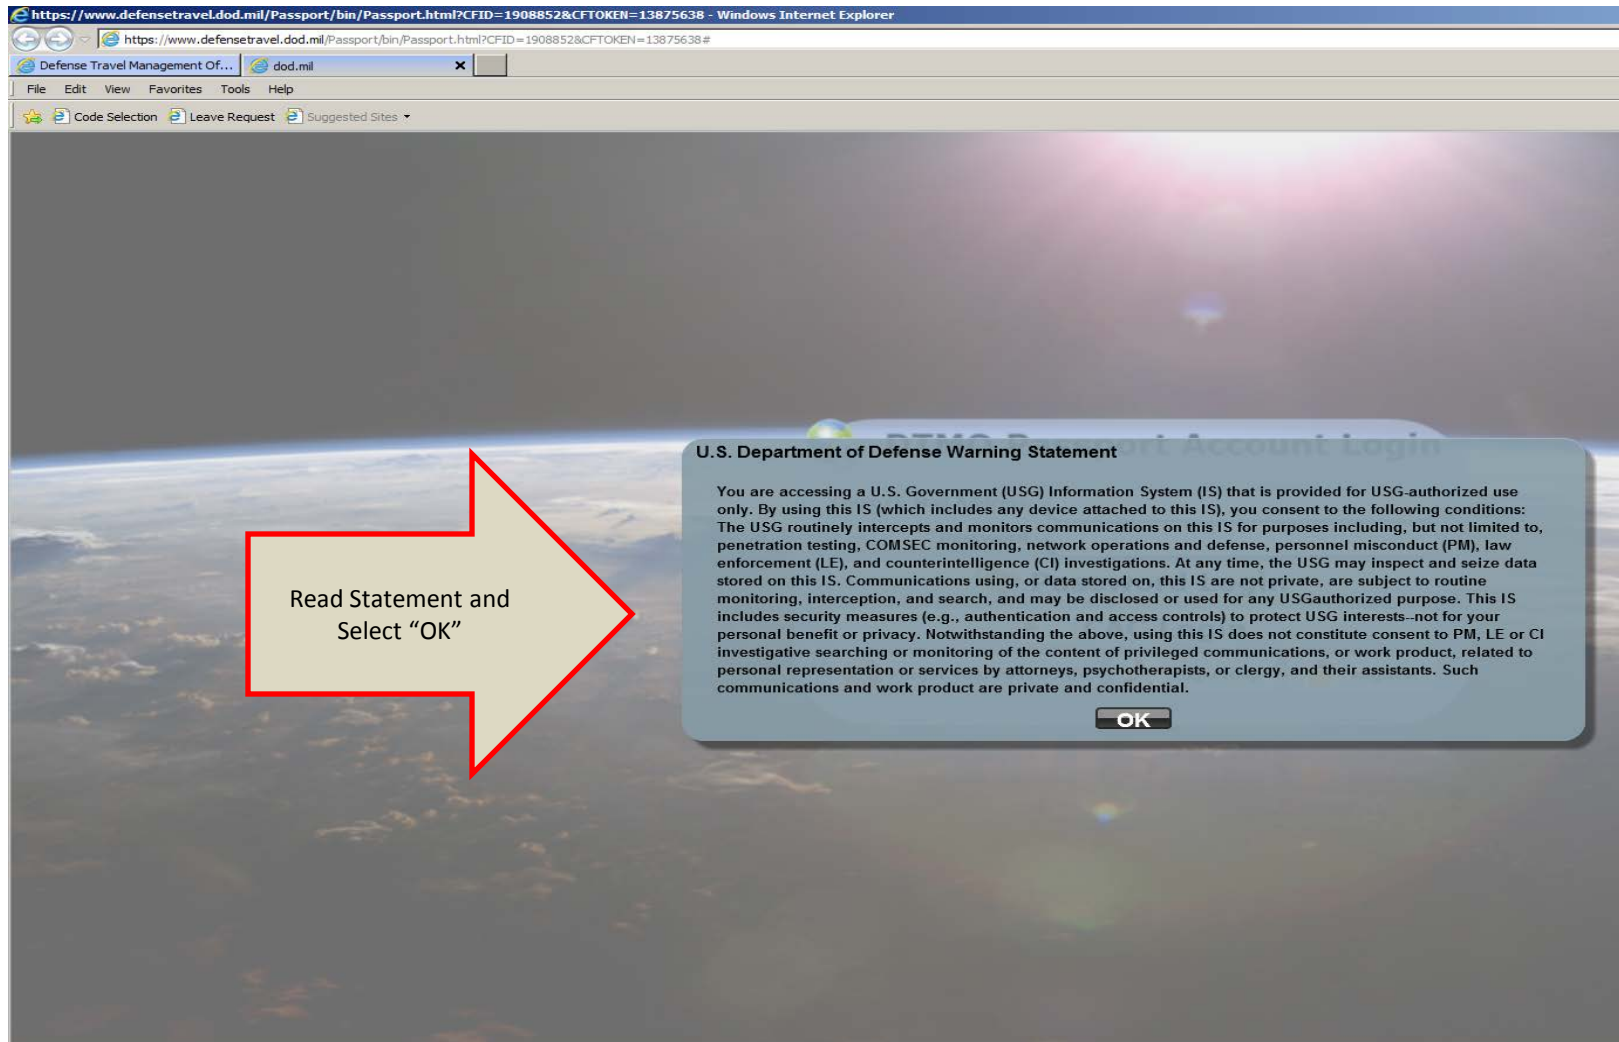 https://www.defensetravel.dod.mil/Passport/bin/Passport.html?CFID=1908852&CFTOKEN=13875638 - Windows Internet Explorer
https://www.defensetravel.dod.mil/Passport/bin/Passport.html?CFID=1908852&CFTOKEN=13875638#
Defense Travel Management Of... dod.mil
File Edit View Favorites Tools Help
Code Selection Leave Request Suggested Sites
DTMO Passport Account Login
U.S. Department of Defense Warning Statement
You are accessing a U.S. Government (USG) Information System (IS) that is provided for USG-authorized use
only. By using this IS (which includes any device attached to this IS), you consent to the following conditions:
The USG routinely intercepts and monitors communications on this IS for purposes including, but not limited to,
penetration testing, COMSEC monitoring, network operations and defense, personnel misconduct (PM), law
enforcement (LE), and counterintelligence (CI) investigations. At any time, the USG may inspect and seize data
stored on this IS. Communications using, or data stored on, this IS are not private, are subject to routine
monitoring, interception, and search, and may be disclosed or used for any USGauthorized purpose. This IS
includes security measures (e.g., authentication and access controls) to protect USG interests--not for your
personal benefit or privacy. Notwithstanding the above, using this IS does not constitute consent to PM, LE or CI
investigative searching or monitoring of the content of privileged communications, or work product, related to
personal representation or services by attorneys, psychotherapists, or clergy, and their assistants. Such
communications and work product are private and confidential.
OK
Read Statement and
Select “OK”